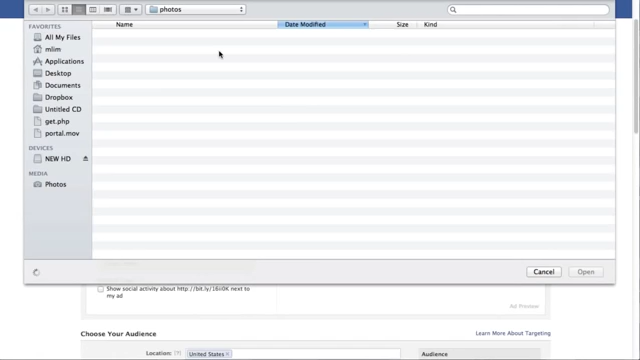 photos
Name Date Modified Size Kind
FAVORITES
All My Files
mlim
Applications
Desktop
Documents
Dropbox
Untitled CD
get.php
portal.mov
DEVICES
NEW HD
MEDIA
Photos
Cancel Open
Show social activity about http://bit.ly/16ii0K next to
my ad
Ad Preview
Choose Your Audience Learn More About Targeting
Location: [?] United States × Audience